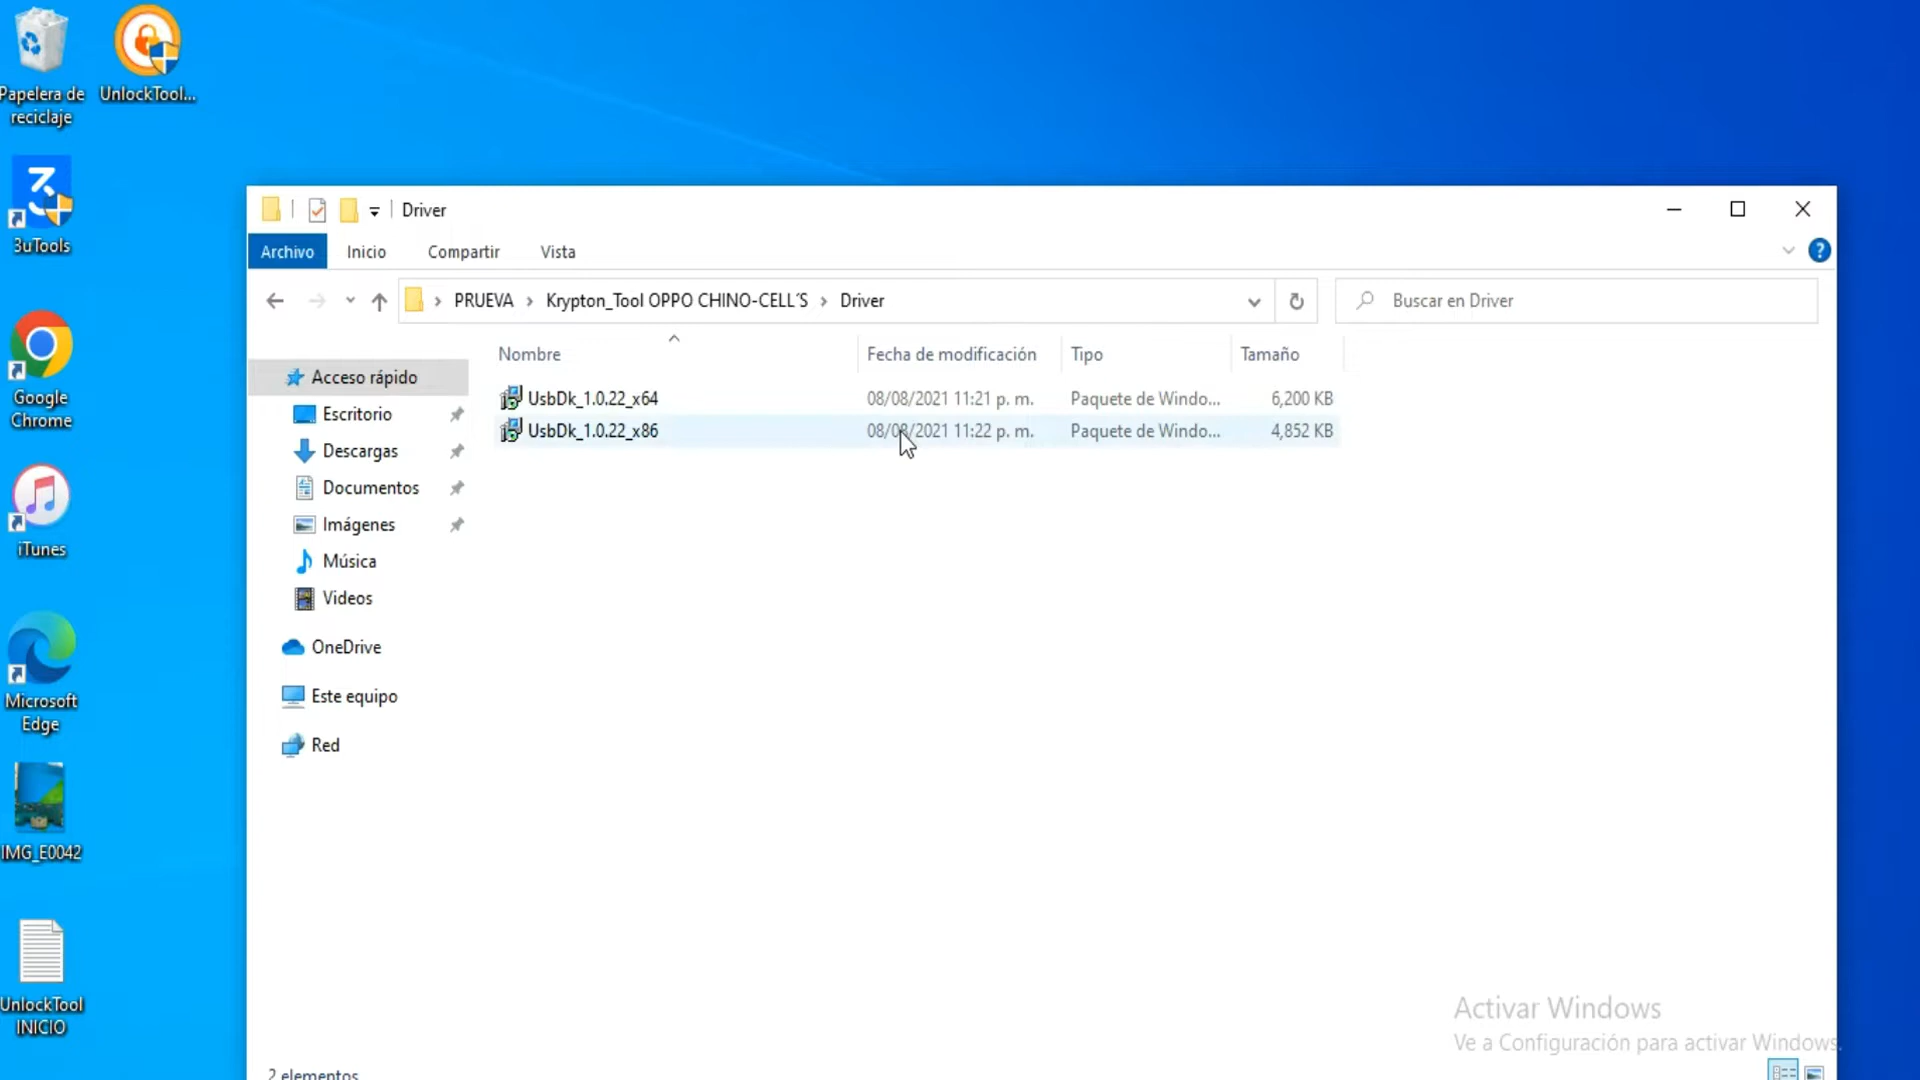 Papelera de
reciclaje
UnlockTool...
3uTools
Google
Chrome
iTunes
Microsoft
Edge
IMG_E0042
UnlockTool
INICIO
Driver
Archivo
Inicio
Compartir
Vista
PRUEVA › Krypton_Tool OPPO CHINO-CELL´S › Driver
Buscar en Driver
Nombre
Fecha de modificación
Tipo
Tamaño
UsbDk_1.0.22_x64 08/08/2021 11:21 p. m. Paquete de Windo... 6,200 KB
UsbDk_1.0.22_x86 08/08/2021 11:22 p. m. Paquete de Windo... 4,852 KB
Acceso rápido
Escritorio
Descargas
Documentos
Imágenes
Música
Videos
OneDrive
Este equipo
Red
Activar Windows
Ve a Configuración para activar Windows.
2 elementos